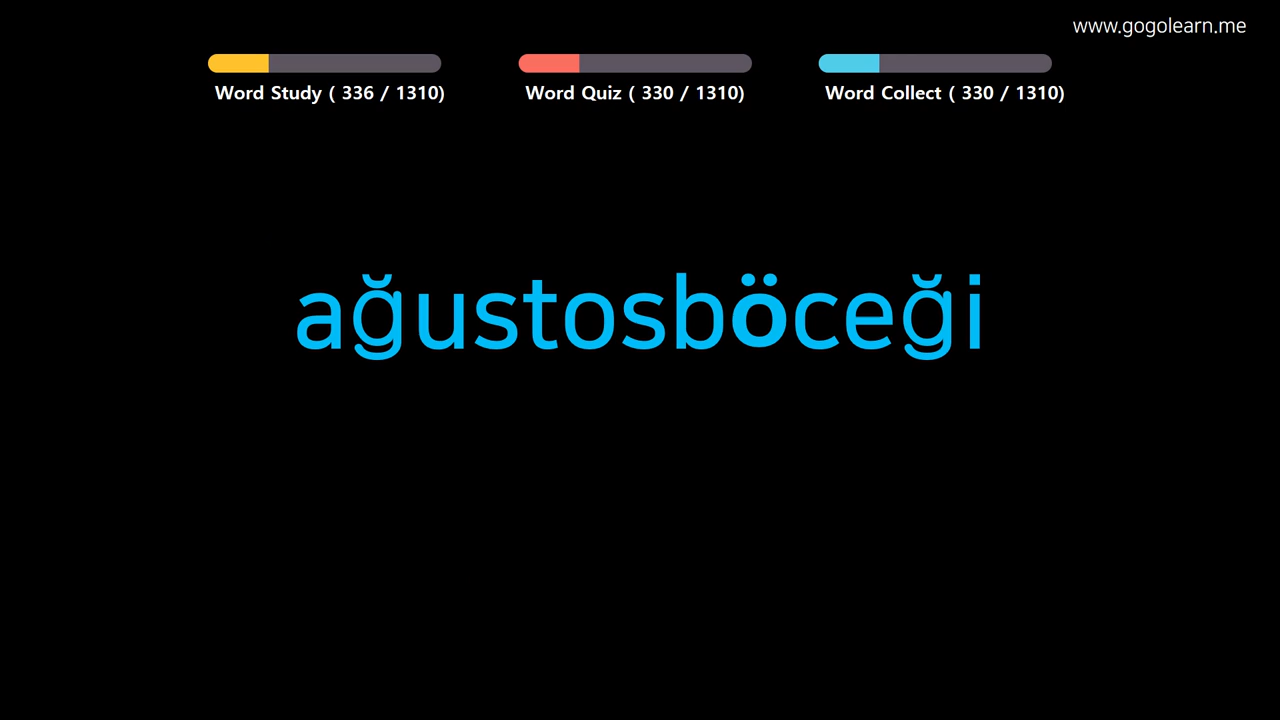 www.gogolearn.me
Word Study ( 336 / 1310)
Word Quiz ( 330 / 1310)
Word Collect ( 330 / 1310)
ağustosböceği